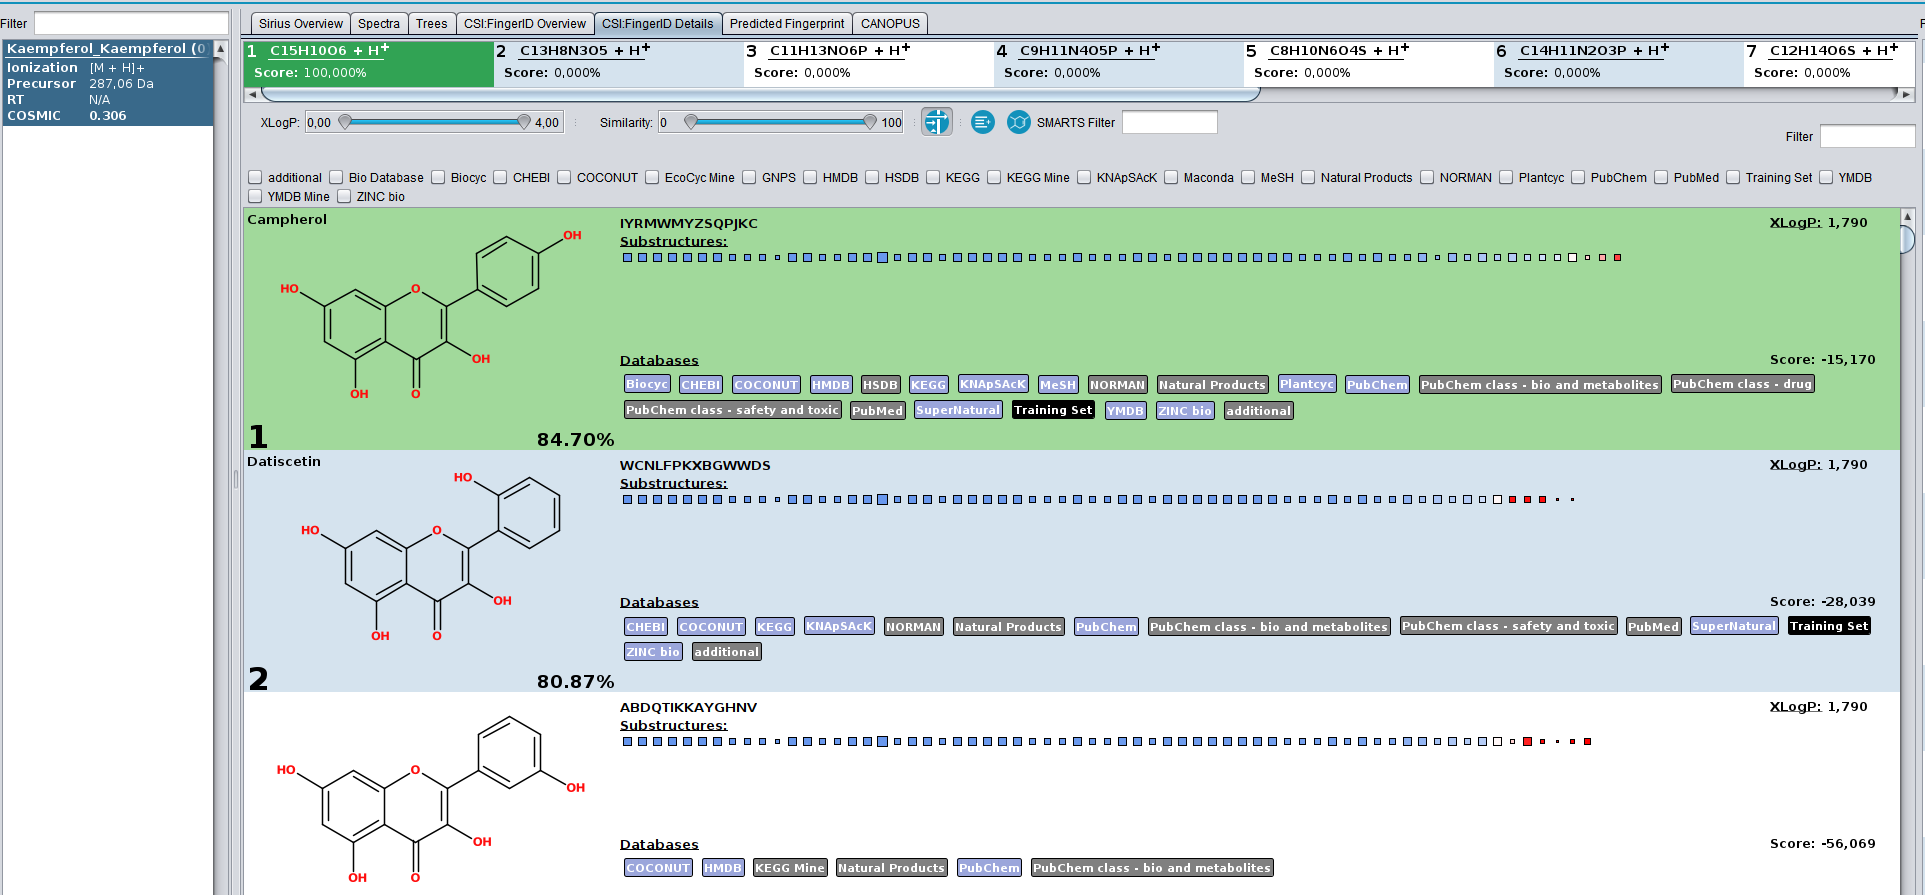 Filter
Sirius Overview Spectra Trees CSI:FingerID Overview CSI:FingerID Details Predicted Fingerprint CANOPUS
Kaempferol_Kaempferol (0
Ionization [M + H]+
Precursor 287,06 Da
RT N/A
COSMIC 0.306
1 C15H10O6 + H+
Score: 100,000%
2 C13H8N3O5 + H+
Score: 0,000%
3 C11H13NO6P + H+
Score: 0,000%
4 C9H11N4O5P + H+
Score: 0,000%
5 C8H10N6O4S + H+
Score: 0,000%
6 C14H11N2O3P + H+
Score: 0,000%
7 C12H14O6S + H+
Score: 0,000%
XLogP: 0,00 4,00 Similarity: 0 100 SMARTS Filter
Filter
additional Bio Database Biocyc CHEBI COCONUT EcoCyc Mine GNPS HMDB HSDB KEGG KEGG Mine KNApSAcK Maconda MeSH Natural Products NORMAN Plantcyc PubChem PubMed Training Set YMDB
YMDB Mine ZINC bio
Campherol
OH
HO
O
OH
OH
O
1
84.70%
IYRMWMYZSQPJKC
XLogP: 1,790
Substructures:
Databases
Score: -15,170
Biocyc CHEBI COCONUT HMDB HSDB KEGG KNApSAcK MeSH NORMAN Natural Products Plantcyc PubChem PubChem class - bio and metabolites PubChem class - drug
PubChem class - safety and toxic PubMed SuperNatural Training Set YMDB ZINC bio additional
Datiscetin
HO
HO
O
OH
OH
O
2
80.87%
WCNLFPKXBGWWDS
XLogP: 1,790
Substructures:
Databases
Score: -28,039
CHEBI COCONUT KEGG KNApSAcK NORMAN Natural Products PubChem PubChem class - bio and metabolites PubChem class - safety and toxic PubMed SuperNatural Training Set
ZINC bio additional
HO
O
OH
OH
OH
O
ABDQTIKKAYGHNV
XLogP: 1,790
Substructures:
Databases
Score: -56,069
COCONUT HMDB KEGG Mine Natural Products PubChem PubChem class - bio and metabolites